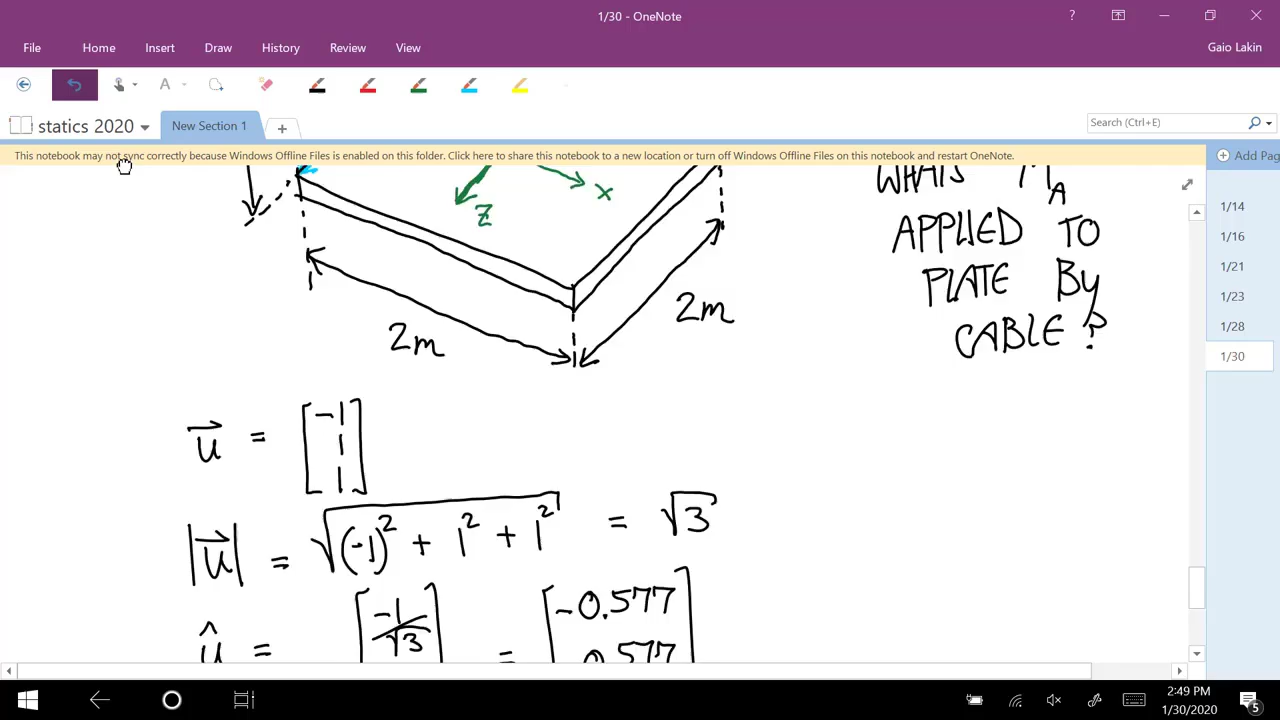 1/30 - OneNote
File Home Insert Draw History Review View Gaio Lakin
statics 2020 New Section 1 Search (Ctrl+E)
This notebook may not sync correctly because Windows Offline Files is enabled on this folder. Click here to share this notebook to a new location or turn off Windows Offline Files on this notebook and restart OneNote.
Add Pag
1/14
1/16
1/21
1/23
1/28
1/30
WHATS M_A
APPLIED TO
PLATE By
CABLE?
z x
2m 2m
u⃗ = [-1 1 1]
|u⃗| = √((-1)² + 1² + 1²) = √3
û = [-1/√3 = [-0.577
0.577
2:49 PM
1/30/2020
5